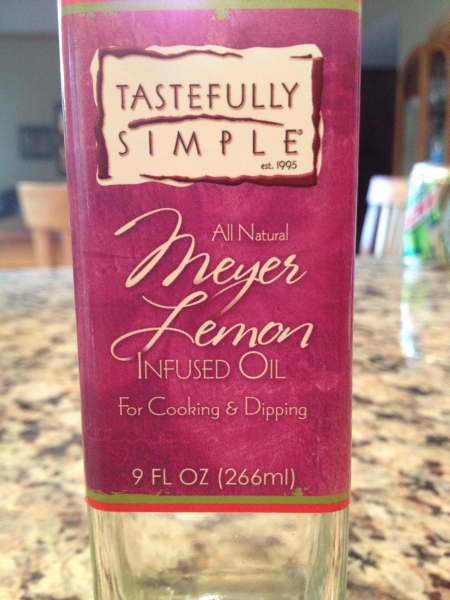 TASTEFULLY
SIMPLE®
est. 1995
All Natural
Meyer
Lemon
INFUSED OIL
For Cooking & Dipping
9 FL OZ (266ml)